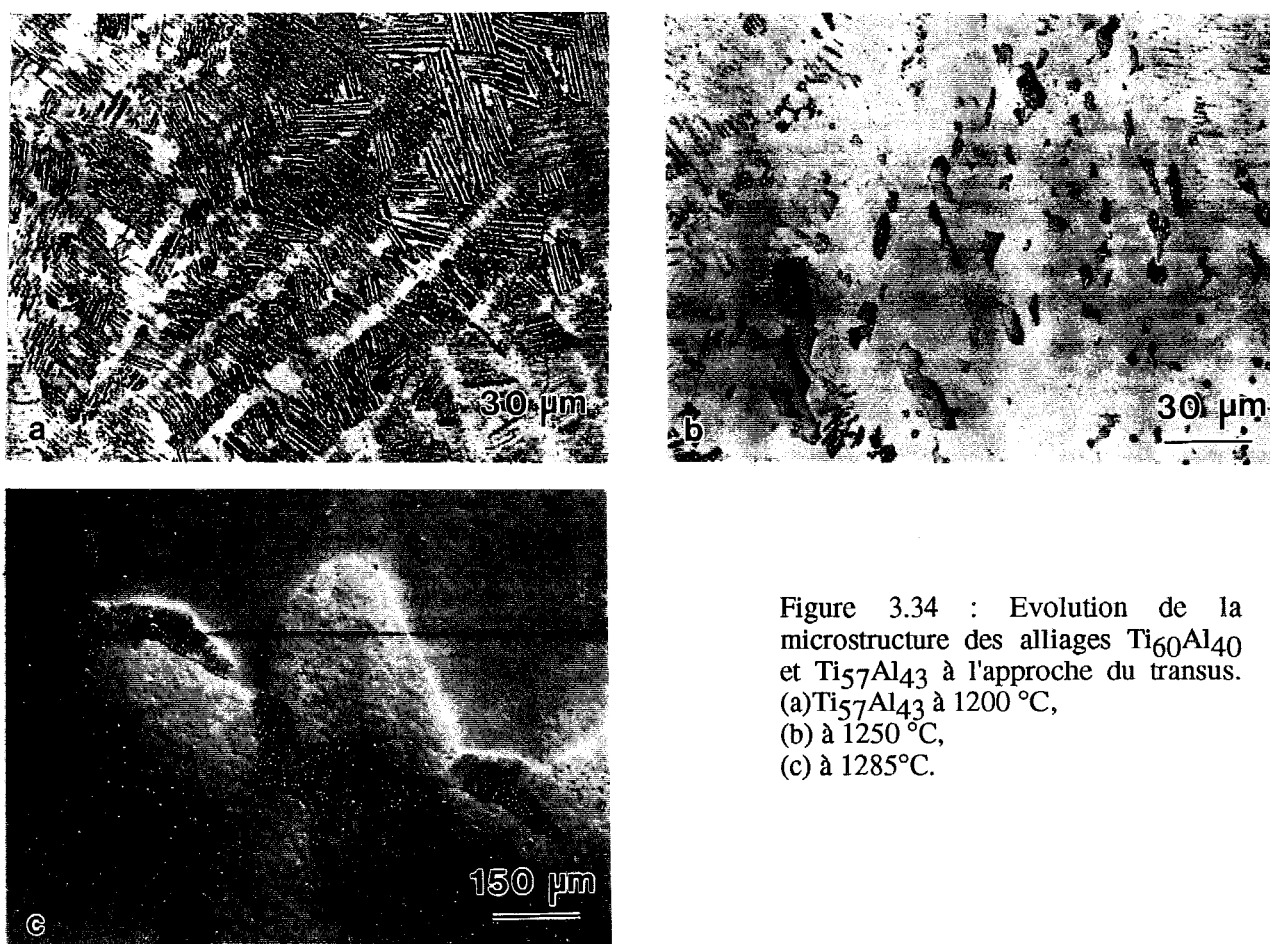 30 µm
a
30 µm
b
150 µm
c
Figure 3.34 : Evolution de la
microstructure des alliages Ti60Al40
et Ti57Al43 à l'approche du transus.
(a)Ti57Al43 à 1200 °C,
(b) à 1250 °C,
(c) à 1285°C.